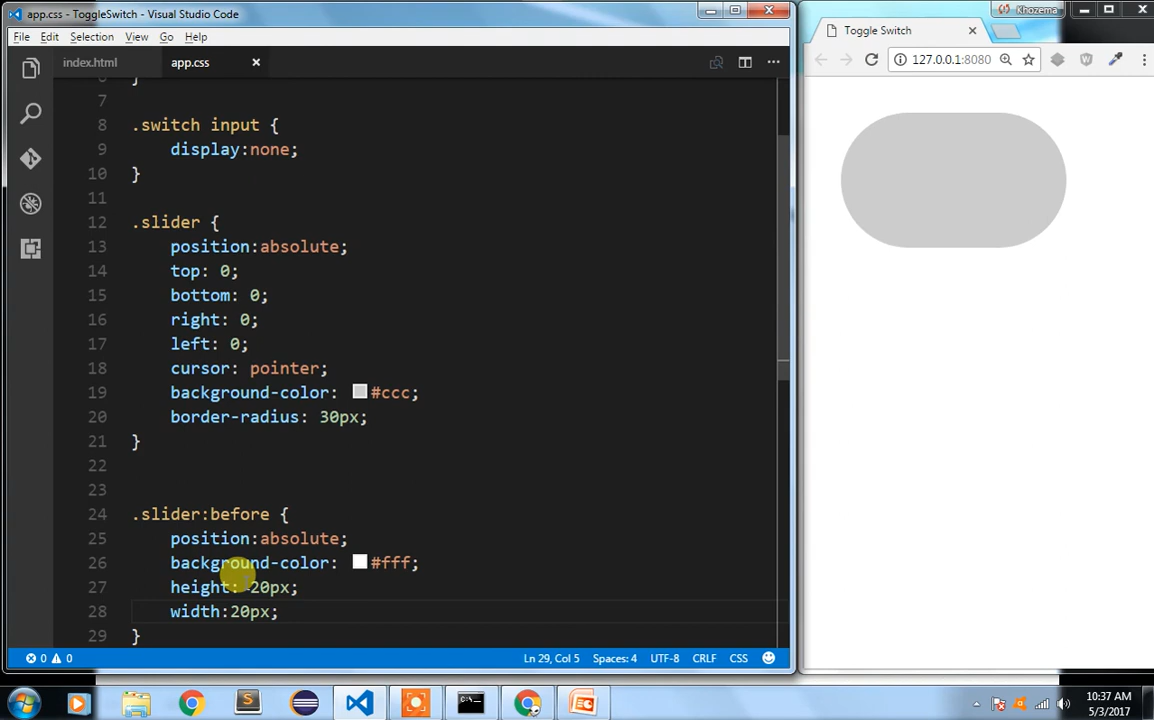 app.css - ToggleSwitch - Visual Studio Code
File Edit Selection View Go Help
index.html
app.css
7
8 .switch input {
9 display:none;
10 }
11
12 .slider {
13 position:absolute;
14 top: 0;
15 bottom: 0;
16 right: 0;
17 left: 0;
18 cursor: pointer;
19 background-color: #ccc;
20 border-radius: 30px;
21 }
22
23
24 .slider:before {
25 position:absolute;
26 background-color: #fff;
27 height: 20px;
28 width:20px;
29 }
0 0
Ln 29, Col 5 Spaces: 4 UTF-8 CRLF CSS
Khozema
Toggle Switch
127.0.0.1:8080
10:37 AM
5/3/2017